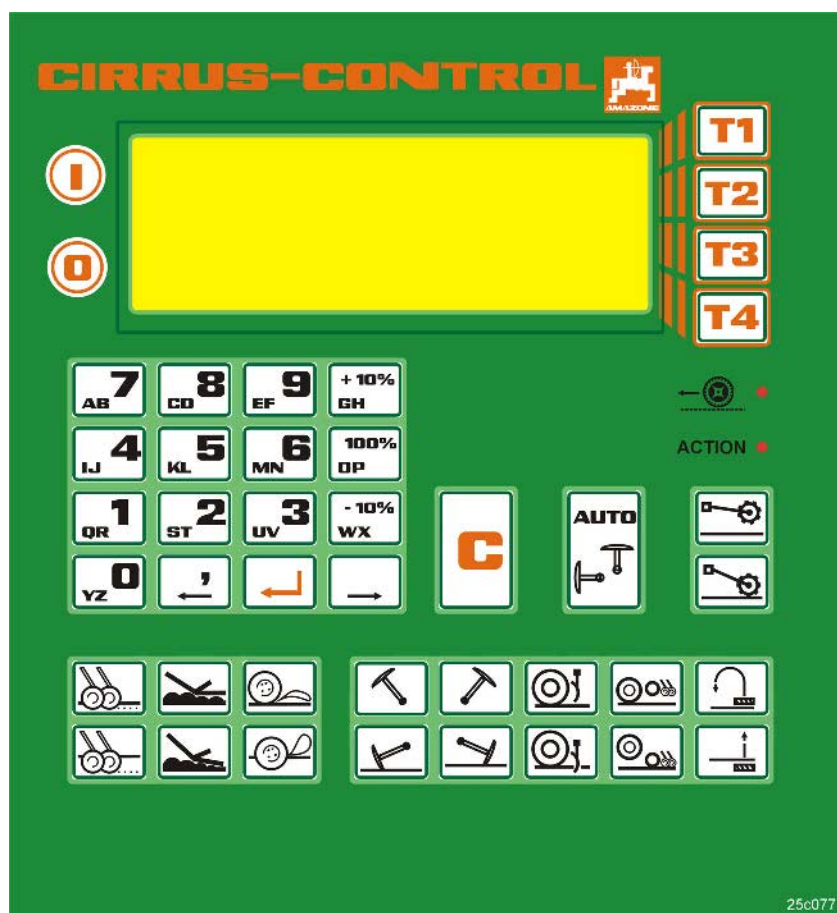 CIRRUS-CONTROL
AMAZONE
I
T1
T2
O
T3
T4
7 AB
8 CD
9 EF
+10% GH
4 IJ
5 KL
6 MN
100% OP
ACTION
1 QR
2 ST
3 UV
-10% WX
C
AUTO
0 YZ
,
25c077